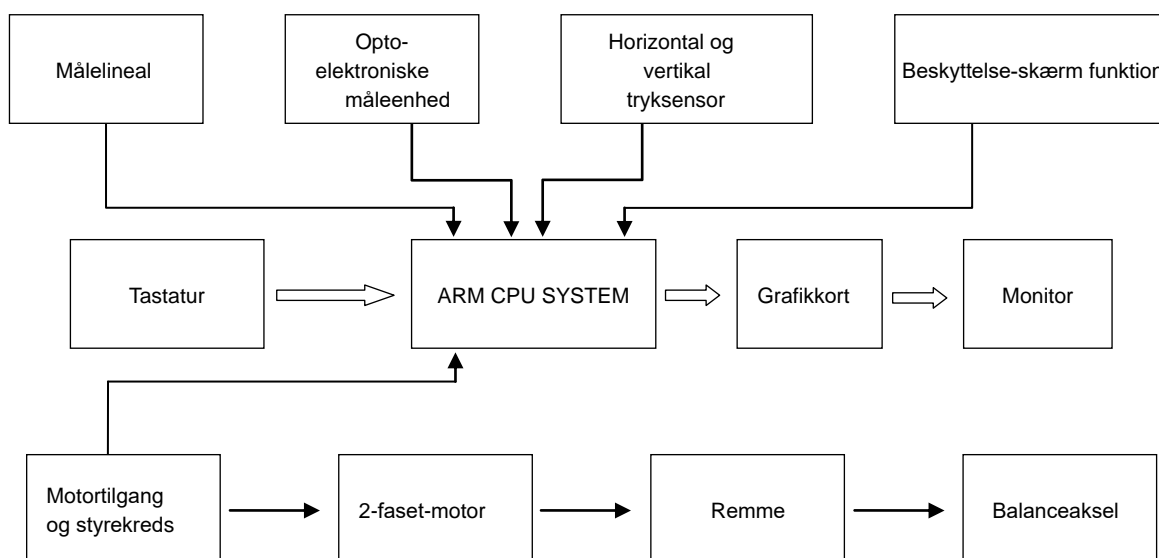 Målelineal
Opto-
elektroniske
måleenhed
Horizontal og
vertikal
tryksensor
Beskyttelse-skærm funktion
Tastatur
ARM CPU SYSTEM
Grafikkort
Monitor
Motortilgang
og styrekreds
2-faset-motor
Remme
Balanceaksel